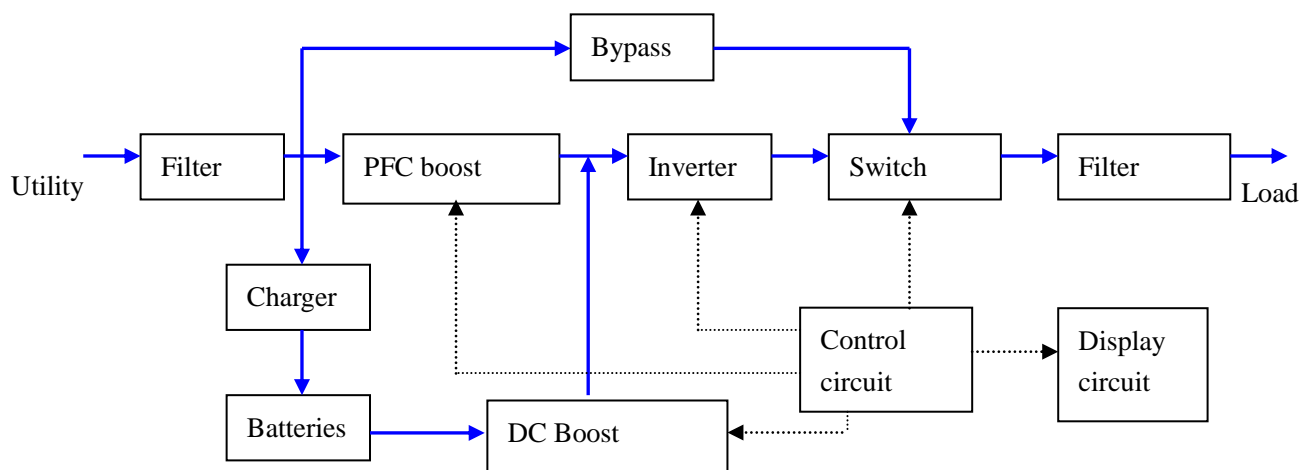 Bypass
Utility
Filter
PFC boost
Inverter
Switch
Filter
Load
Charger
Control
circuit
Display
circuit
Batteries
DC Boost